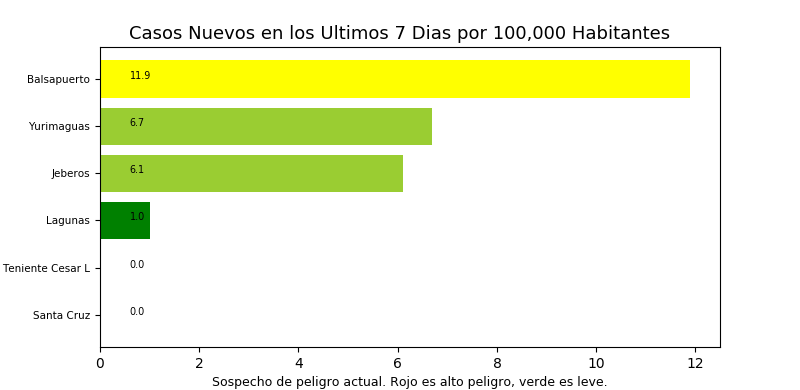 Casos Nuevos en los Ultimos 7 Dias por 100,000 Habitantes
Balsapuerto 11.9
Yurimaguas 6.7
Jeberos 6.1
Lagunas 1.0
Teniente Cesar L 0.0
Santa Cruz 0.0
0 2 4 6 8 10 12
Sospecho de peligro actual. Rojo es alto peligro, verde es leve.